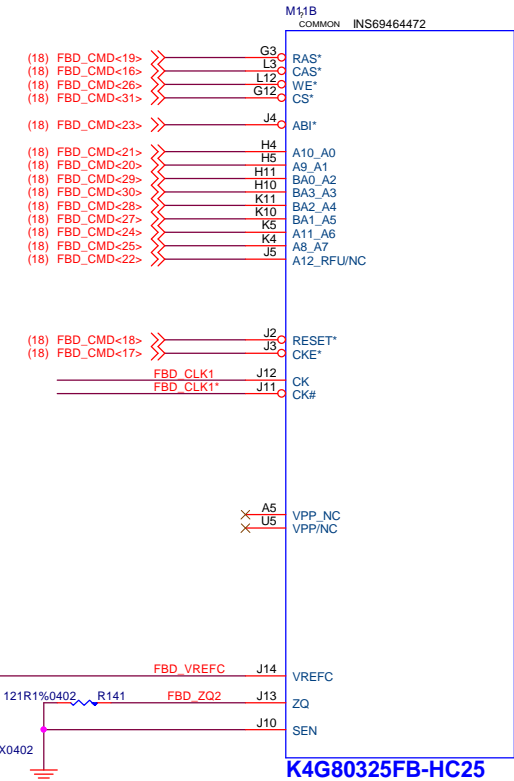 M11B
?
COMMON INS69464472
(18) FBD_CMD<19> G3 RAS*
(18) FBD_CMD<16> L3 CAS*
(18) FBD_CMD<26> L12 WE*
(18) FBD_CMD<31> G12 CS*
(18) FBD_CMD<23> J4 ABI*
(18) FBD_CMD<21> H4 A10_A0
(18) FBD_CMD<20> H5 A9_A1
(18) FBD_CMD<29> H11 BA0_A2
(18) FBD_CMD<30> H10 BA3_A3
(18) FBD_CMD<28> K11 BA2_A4
(18) FBD_CMD<27> K10 BA1_A5
(18) FBD_CMD<24> K5 A11_A6
(18) FBD_CMD<25> K4 A8_A7
(18) FBD_CMD<22> J5 A12_RFU/NC
(18) FBD_CMD<18> J2 RESET*
(18) FBD_CMD<17> J3 CKE*
FBD_CLK1 J12 CK
FBD_CLK1* J11 CK#
A5 VPP_NC
U5 VPP/NC
FBD_VREFC J14 VREFC
121R1%0402 R141 FBD_ZQ2 J13 ZQ
J10 SEN
X0402
K4G80325FB-HC25